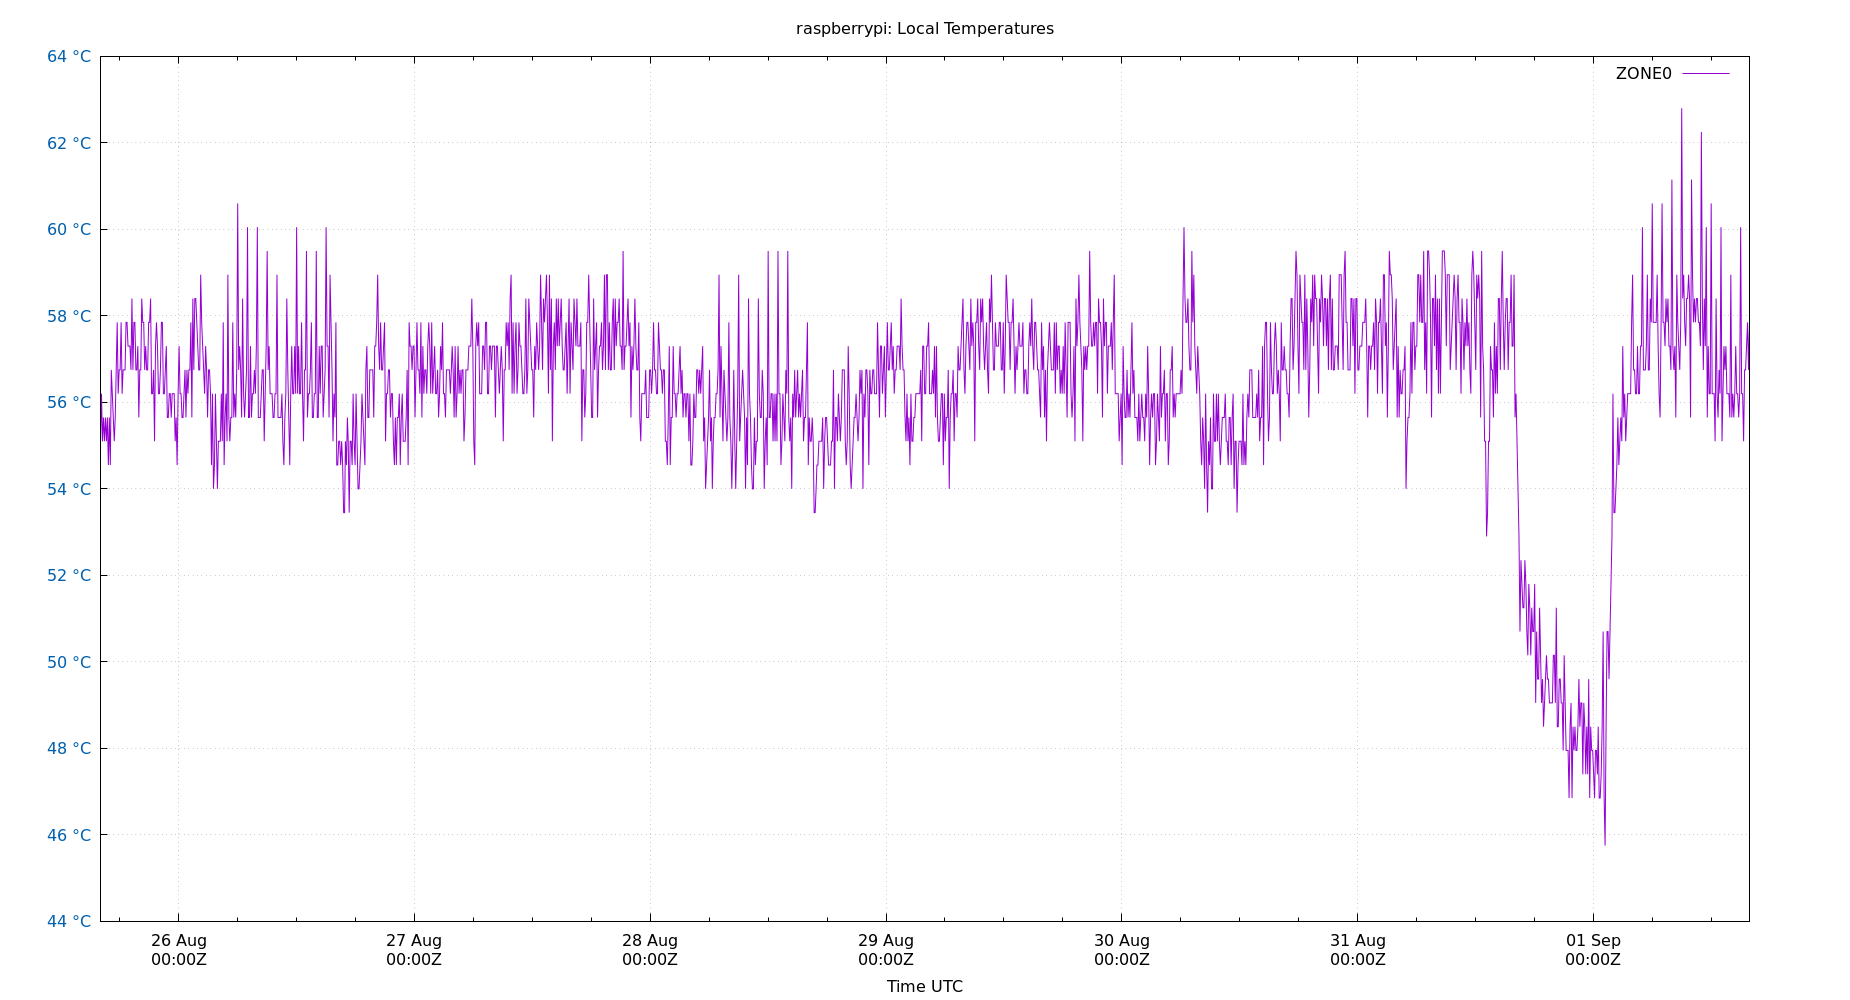 raspberrypi: Local Temperatures
64 °C
ZONE0
62 °C
60 °C
58 °C
56 °C
54 °C
52 °C
50 °C
48 °C
46 °C
44 °C
26 Aug 27 Aug 28 Aug 29 Aug 30 Aug 31 Aug 01 Sep
00:00Z 00:00Z 00:00Z 00:00Z 00:00Z 00:00Z 00:00Z
Time UTC